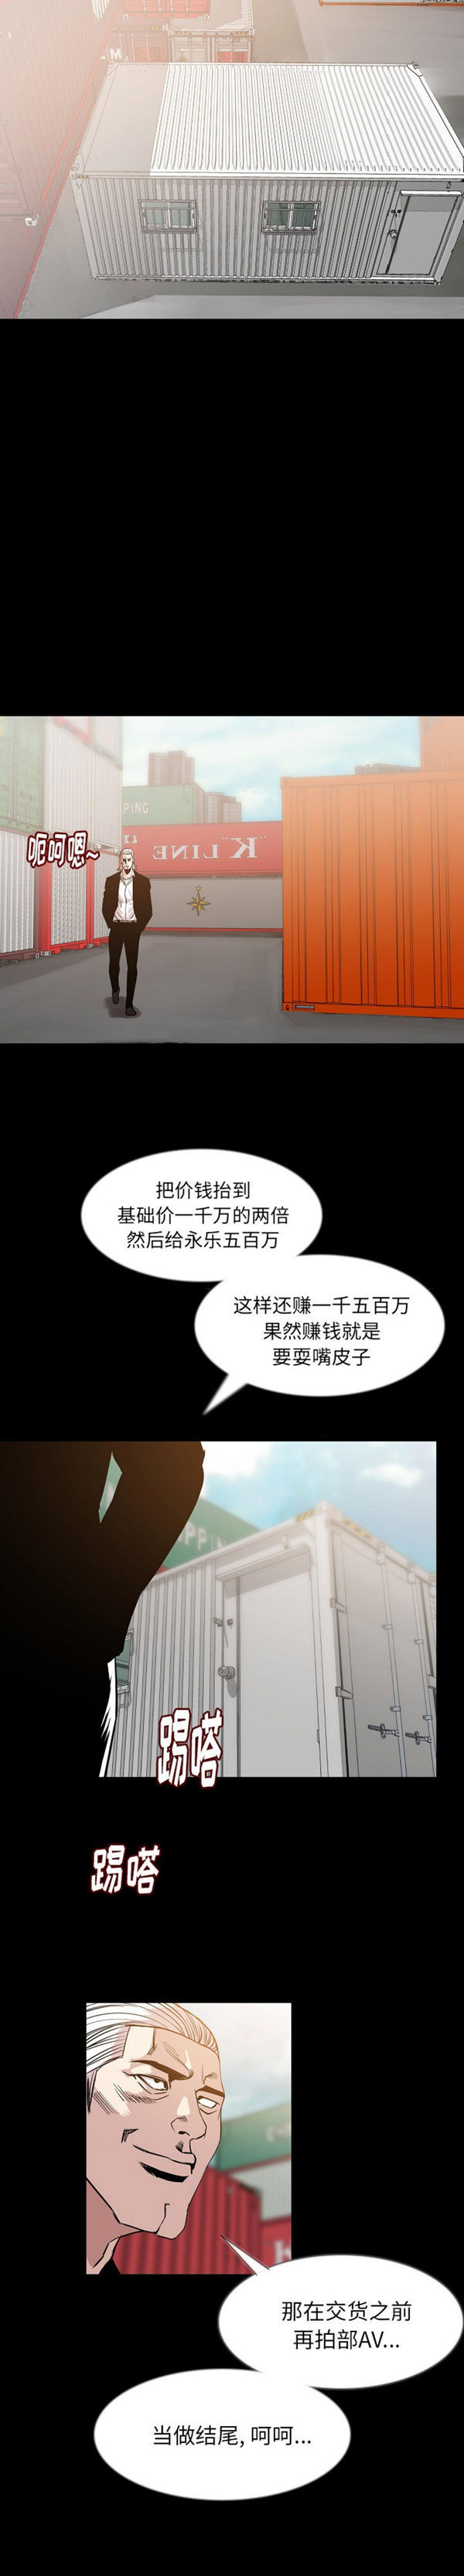 M
呃呵嗯~
PING
"K"LINE
把价钱抬到
基础价一千万的两倍
然后给永乐五百万
这样还赚一千五百万
果然赚钱就是
要耍嘴皮子
踢嗒
踢嗒
那在交货之前
再拍部AV...
当做结尾, 呵呵...